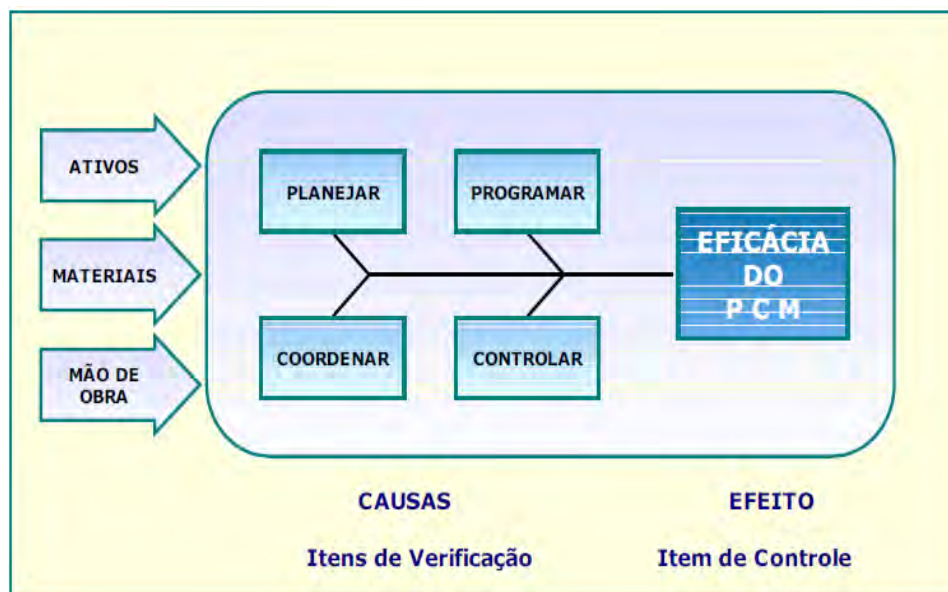 ATIVOS
MATERIAIS
MÃO DE
OBRA
PLANEJAR
PROGRAMAR
COORDENAR
CONTROLAR
EFICÁCIA
DO
P C M
CAUSAS
EFEITO
Itens de Verificação
Item de Controle